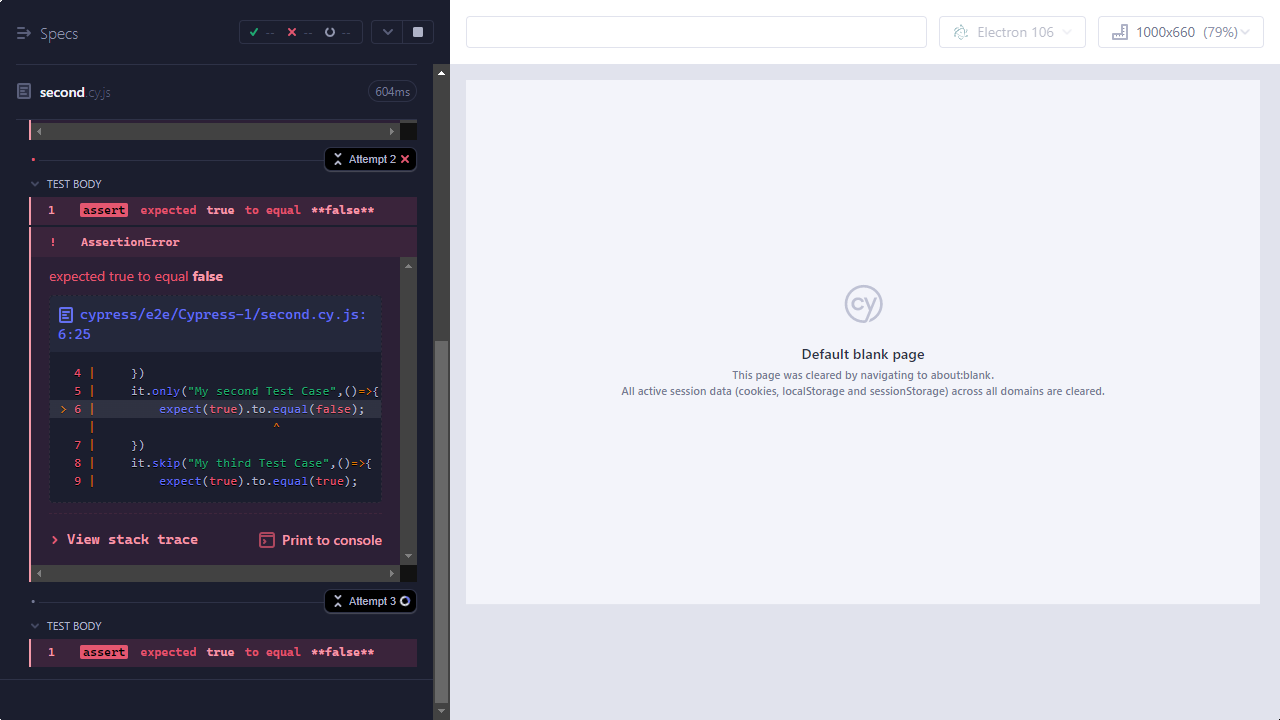 Specs
-- -- --
Electron 106
1000x660 (79%)
second.cy.js
604ms
Attempt 2
TEST BODY
1 assert expected true to equal **false**
! AssertionError
expected true to equal false
cypress/e2e/Cypress-1/second.cy.js:
6:25
4 | })
5 | it.only("My second Test Case",()=>{
> 6 | expect(true).to.equal(false);
| ^
7 | })
8 | it.skip("My third Test Case",()=>{
9 | expect(true).to.equal(true);
> View stack trace
Print to console
Attempt 3
TEST BODY
1 assert expected true to equal **false**
cy
Default blank page
This page was cleared by navigating to about:blank.
All active session data (cookies, localStorage and sessionStorage) across all domains are cleared.